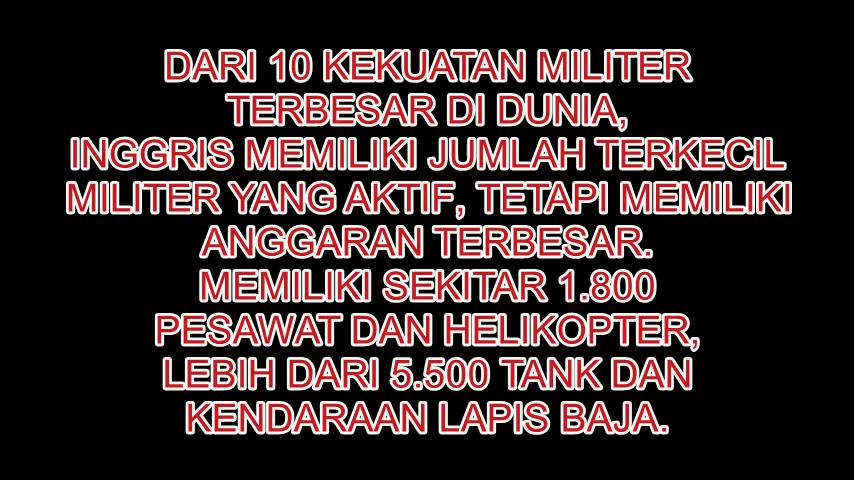 DARI 10 KEKUATAN MILITER
TERBESAR DI DUNIA,
INGGRIS MEMILIKI JUMLAH TERKECIL
MILITER YANG AKTIF, TETAPI MEMILIKI
ANGGARAN TERBESAR.
MEMILIKI SEKITAR 1.800
PESAWAT DAN HELIKOPTER,
LEBIH DARI 5.500 TANK DAN
KENDARAAN LAPIS BAJA.